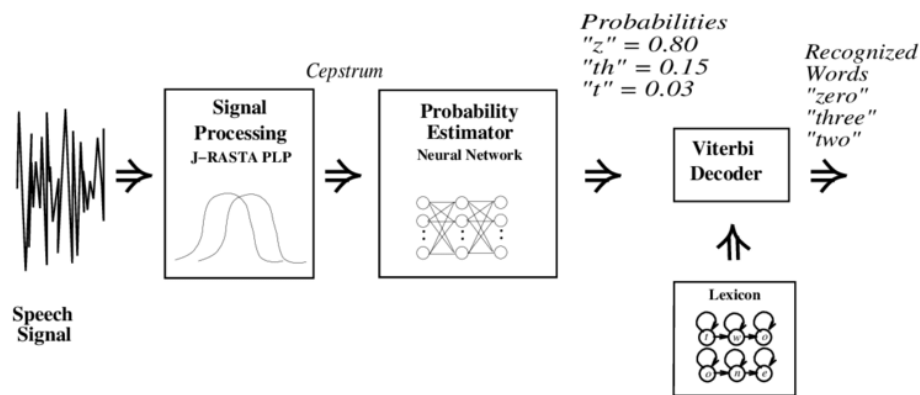 Speech
Signal
Signal
Processing
J-RASTA PLP
Cepstrum
Probability
Estimator
Neural Network
Probabilities
"z" = 0.80
"th" = 0.15
"t" = 0.03
Viterbi
Decoder
Lexicon
t w o
o n e
Recognized
Words
"zero"
"three"
"two"